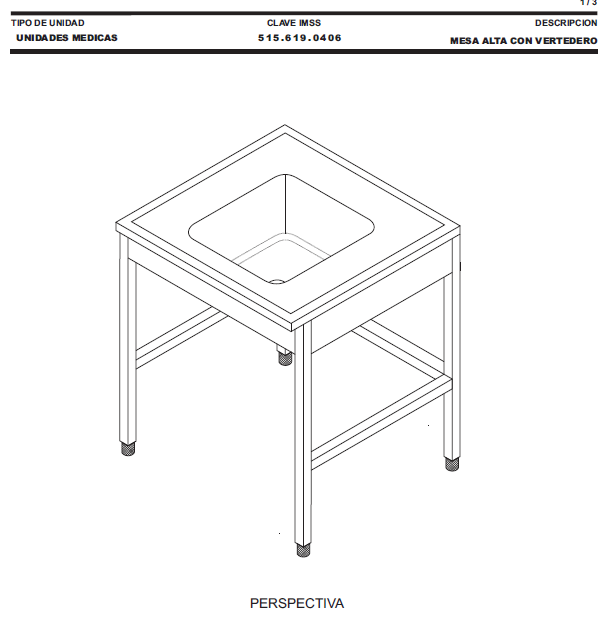 1 / 3
TIPO DE UNIDAD CLAVE IMSS DESCRIPCION
UNIDADES MEDICAS 515.619.0406 MESA ALTA CON VERTEDERO
PERSPECTIVA